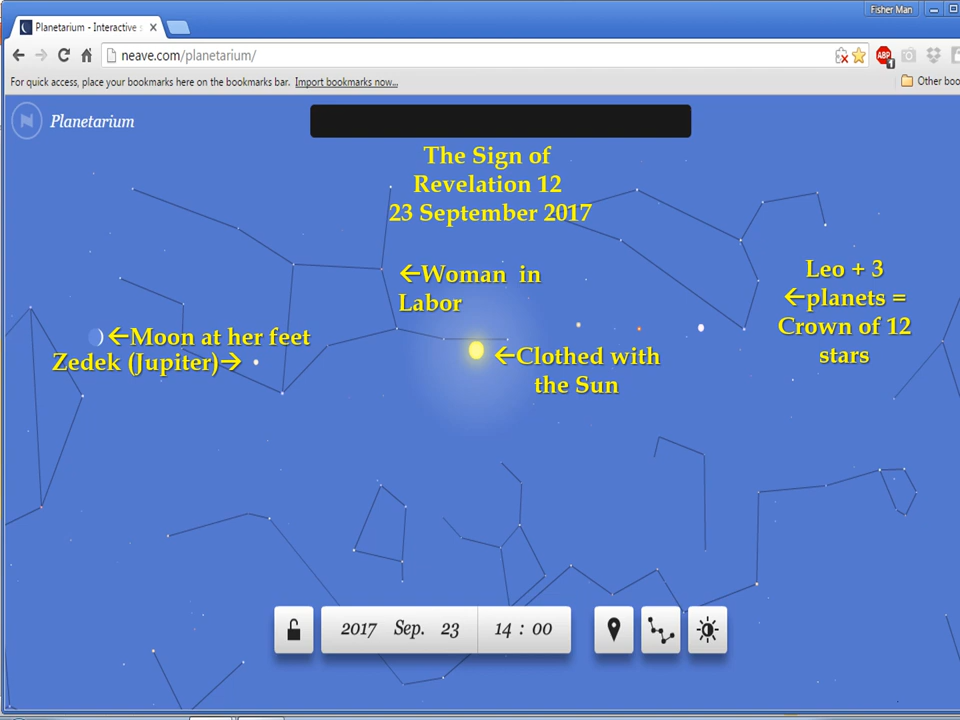 Fisher Man
Planetarium - Interactive s
neave.com/planetarium/
ABP
1
For quick access, place your bookmarks here on the bookmarks bar. Import bookmarks now...
Other boo
Planetarium
The Sign of
Revelation 12
23 September 2017
←Woman in
Labor
Leo + 3
←planets =
Crown of 12
stars
←Moon at her feet
Zedek (Jupiter)→
←Clothed with
the Sun
2017 Sep. 23 14 : 00